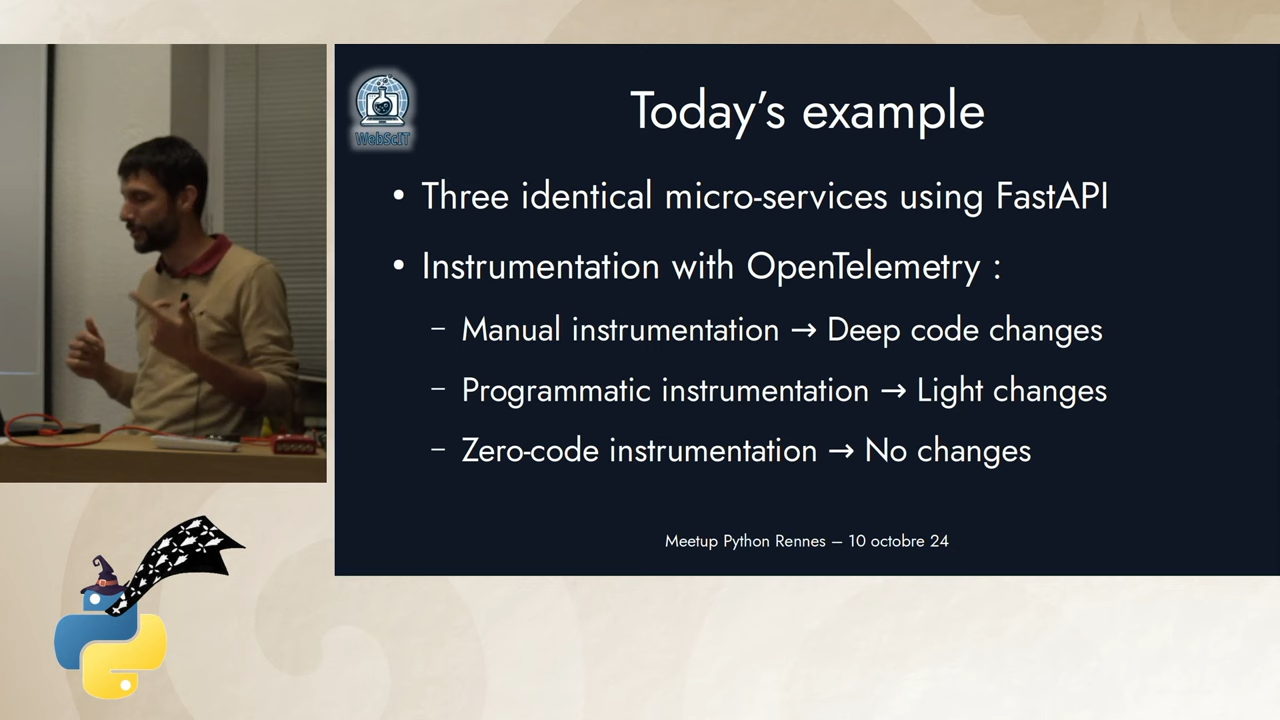 WebScIT
Today's example
• Three identical micro-services using FastAPI
• Instrumentation with OpenTelemetry :
– Manual instrumentation → Deep code changes
– Programmatic instrumentation → Light changes
– Zero-code instrumentation → No changes
Meetup Python Rennes – 10 octobre 24